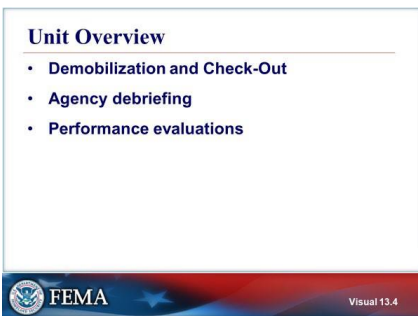 Unit Overview
• Demobilization and Check-Out
• Agency debriefing
• Performance evaluations
FEMA
Visual 13.4